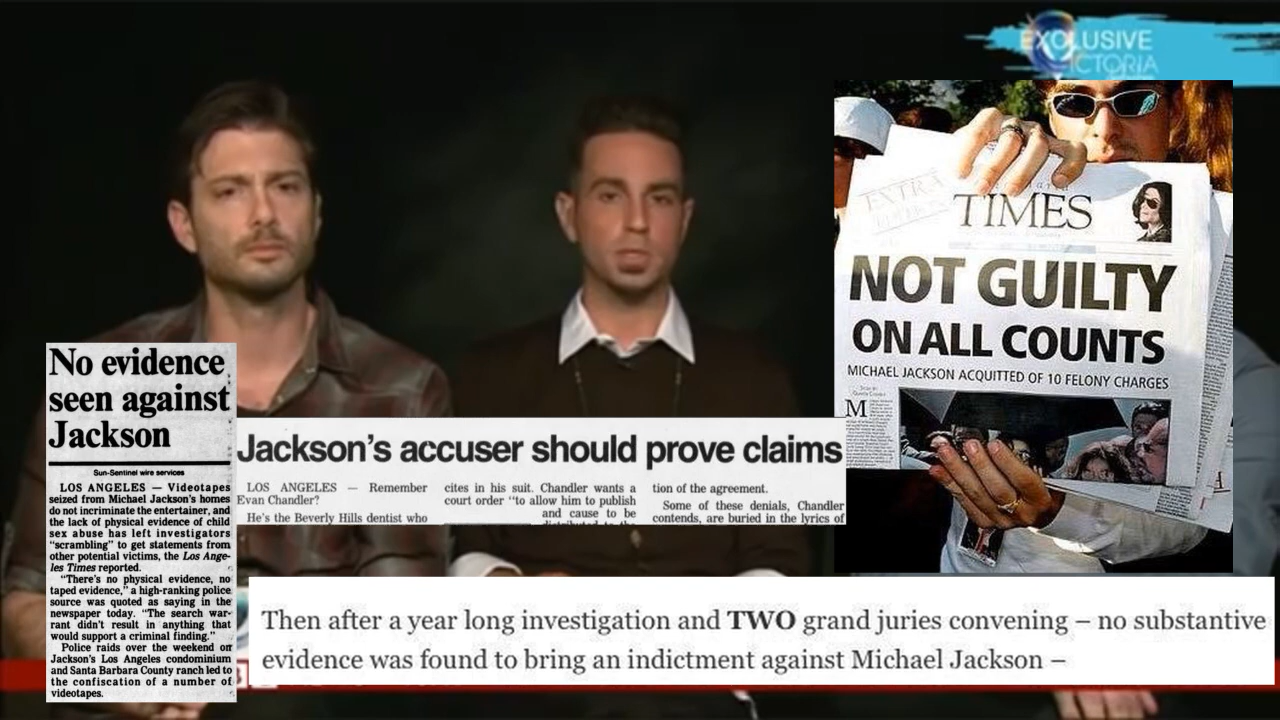 EXCLUSIVE
VICTORIA
EXTRA
TIMES
NOT GUILTY
ON ALL COUNTS
MICHAEL JACKSON ACQUITTED OF 10 FELONY CHARGES
M
No evidence
seen against
Jackson
Sun-Sentinel wire services
LOS ANGELES — Videotapes
seized from Michael Jackson's homes
do not incriminate the entertainer, and
the lack of physical evidence of child
sex abuse has left investigators
“scrambling” to get statements from
other potential victims, the Los Ange-
les Times reported.
“There's no physical evidence, no
taped evidence,” a high-ranking police
source was quoted as saying in the
newspaper today. “The search war-
rant didn't result in anything that
would support a criminal finding.”
Police raids over the weekend on
Jackson's Los Angeles condominium
and Santa Barbara County ranch led to
the confiscation of a number of
videotapes.
Jackson's accuser should prove claims
LOS ANGELES — Remember
Evan Chandler?
He's the Beverly Hills dentist who
cites in his suit. Chandler wants a
court order “to allow him to publish
and cause to be
tion of the agreement.
Some of these denials, Chandler
contends, are buried in the lyrics of
Then after a year long investigation and TWO grand juries convening – no substantive
evidence was found to bring an indictment against Michael Jackson –